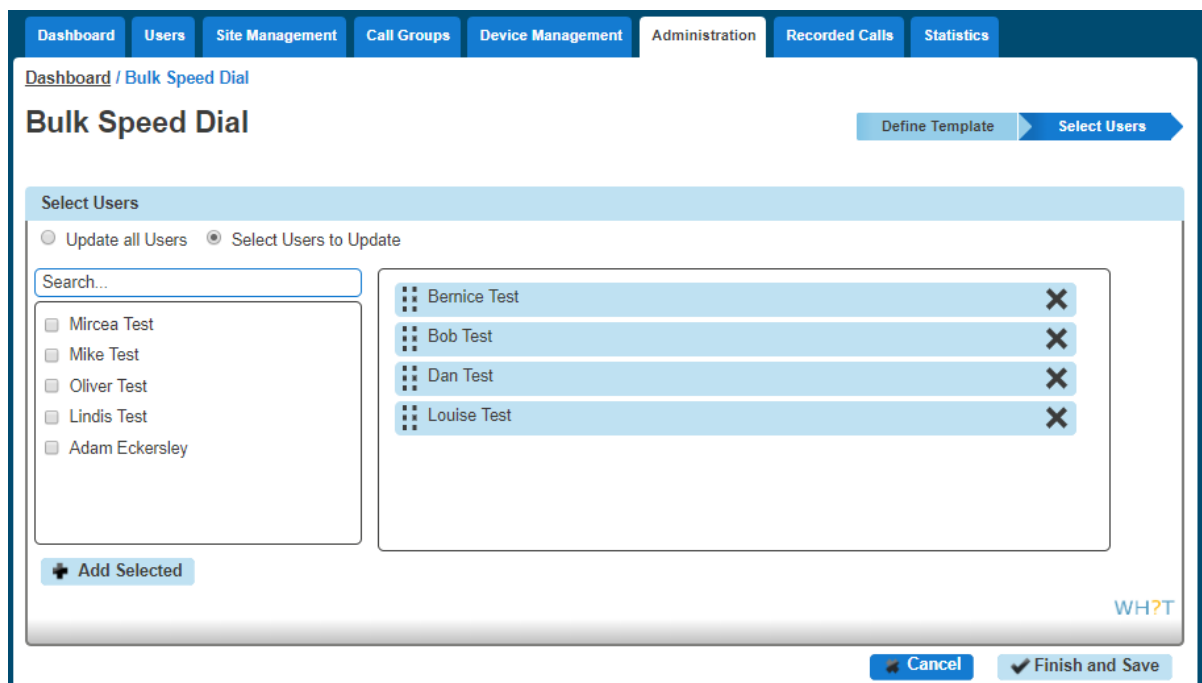 Dashboard Users Site Management Call Groups Device Management Administration Recorded Calls Statistics
Dashboard / Bulk Speed Dial
Bulk Speed Dial
Define Template Select Users
Select Users
Update all Users Select Users to Update
Search...
Mircea Test
Mike Test
Oliver Test
Lindis Test
Adam Eckersley
Bernice Test
Bob Test
Dan Test
Louise Test
Add Selected
WH?T
Cancel Finish and Save